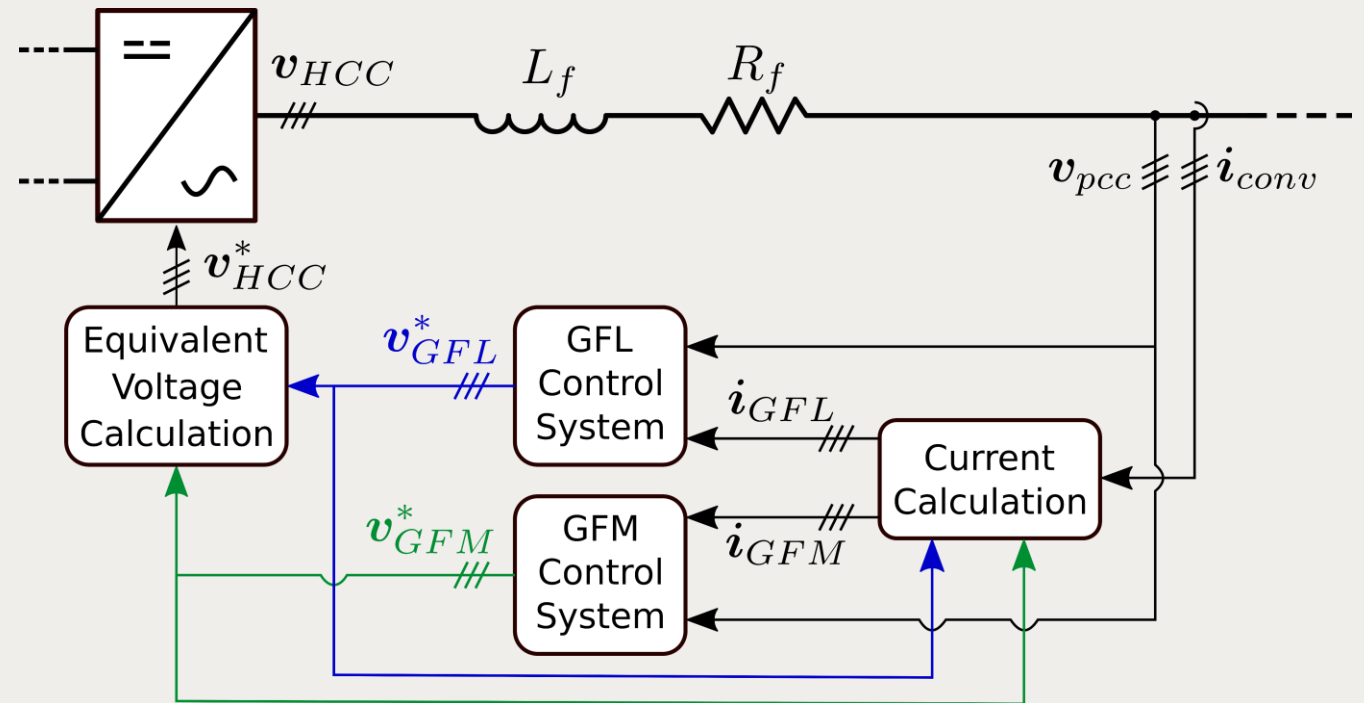 v_HCC
L_f
R_f
v_pcc
i_conv
v*_HCC
Equivalent
Voltage
Calculation
v*_GFL
GFL
Control
System
i_GFL
Current
Calculation
v*_GFM
GFM
Control
System
i_GFM